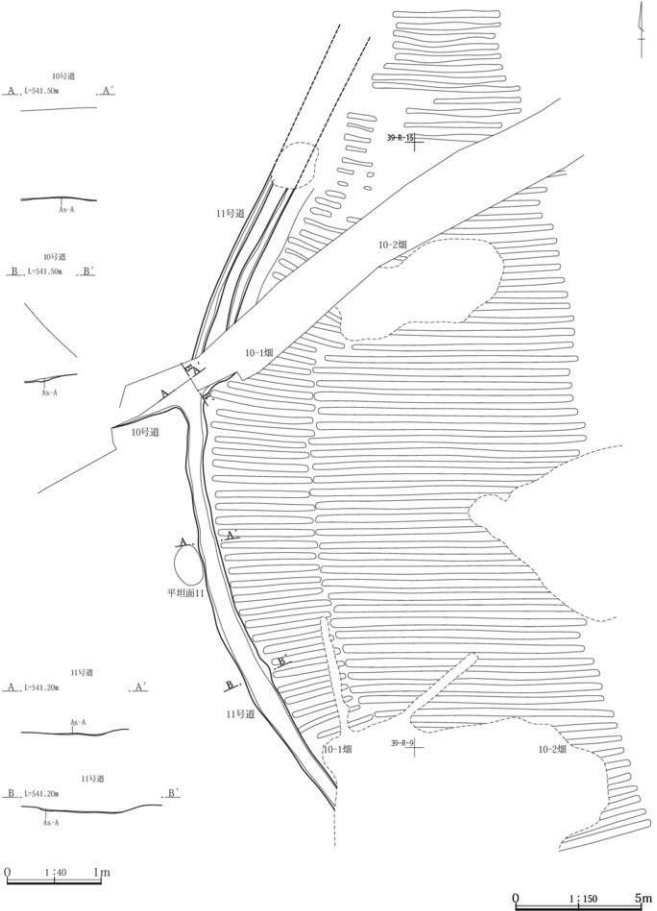 10号道
A L=541.50m A′
As-A
10号道
B L=541.50m B′
As-A
11号道
A L=541.20m A′
As-A
11号道
B L=541.20m B′
As-A
0 1:40 1m
39-R-15
11号道
10-2畑
10-1畑
A A′
B B′
10号道
A A′
平坦面11
B B′
11号道
10-1畑
39-R-9
10-2畑
0 1:150 5m